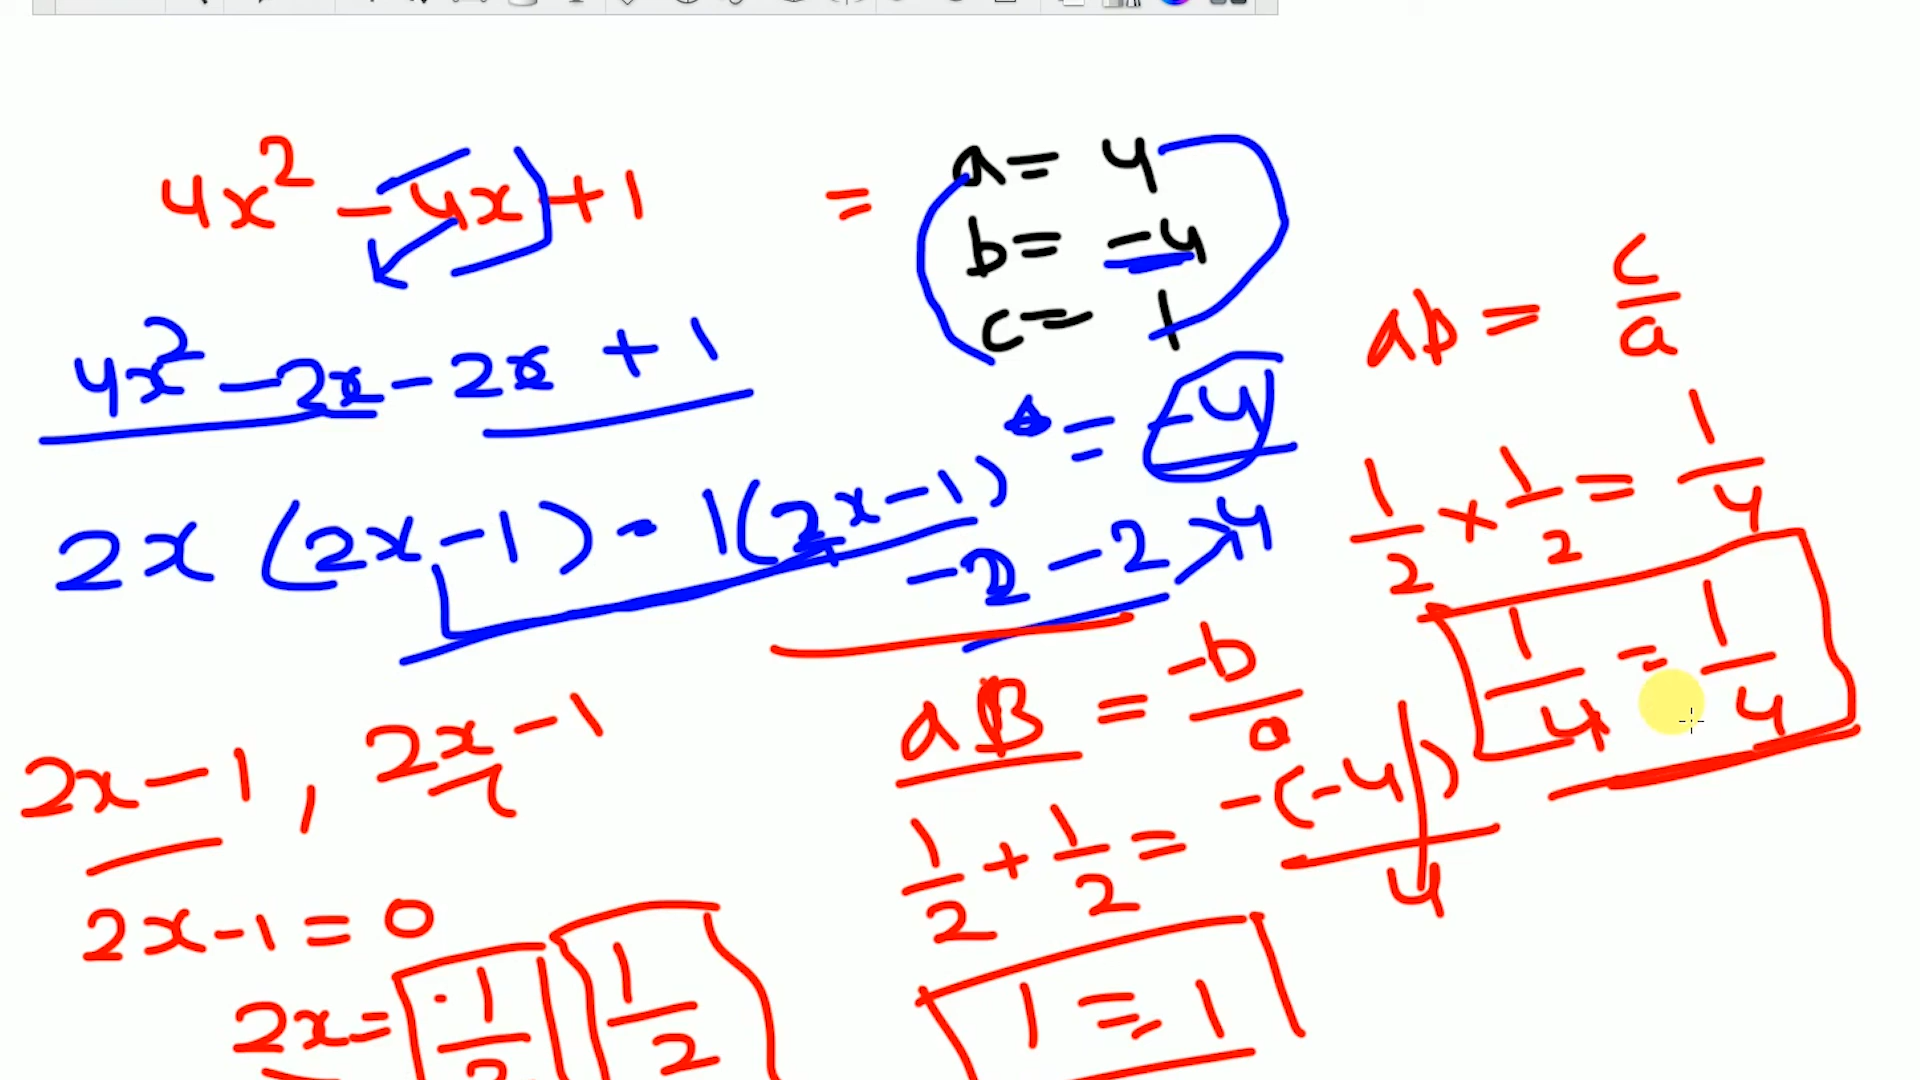 4x² - 4x + 1 =
a = 4
b = -4
c = 1
4x² - 2x - 2x + 1
= -4
2x (2x - 1) - 1(2x - 1)
-2 - 2 → 4
2x - 1, 2x - 1
2x - 1 = 0
2x = 1/2 1/2
aB = -b/a
1/2 + 1/2 = -(-4)/4
1 = 1
ab = c/a
1/2 × 1/2 = 1/4
1/4 = 1/4